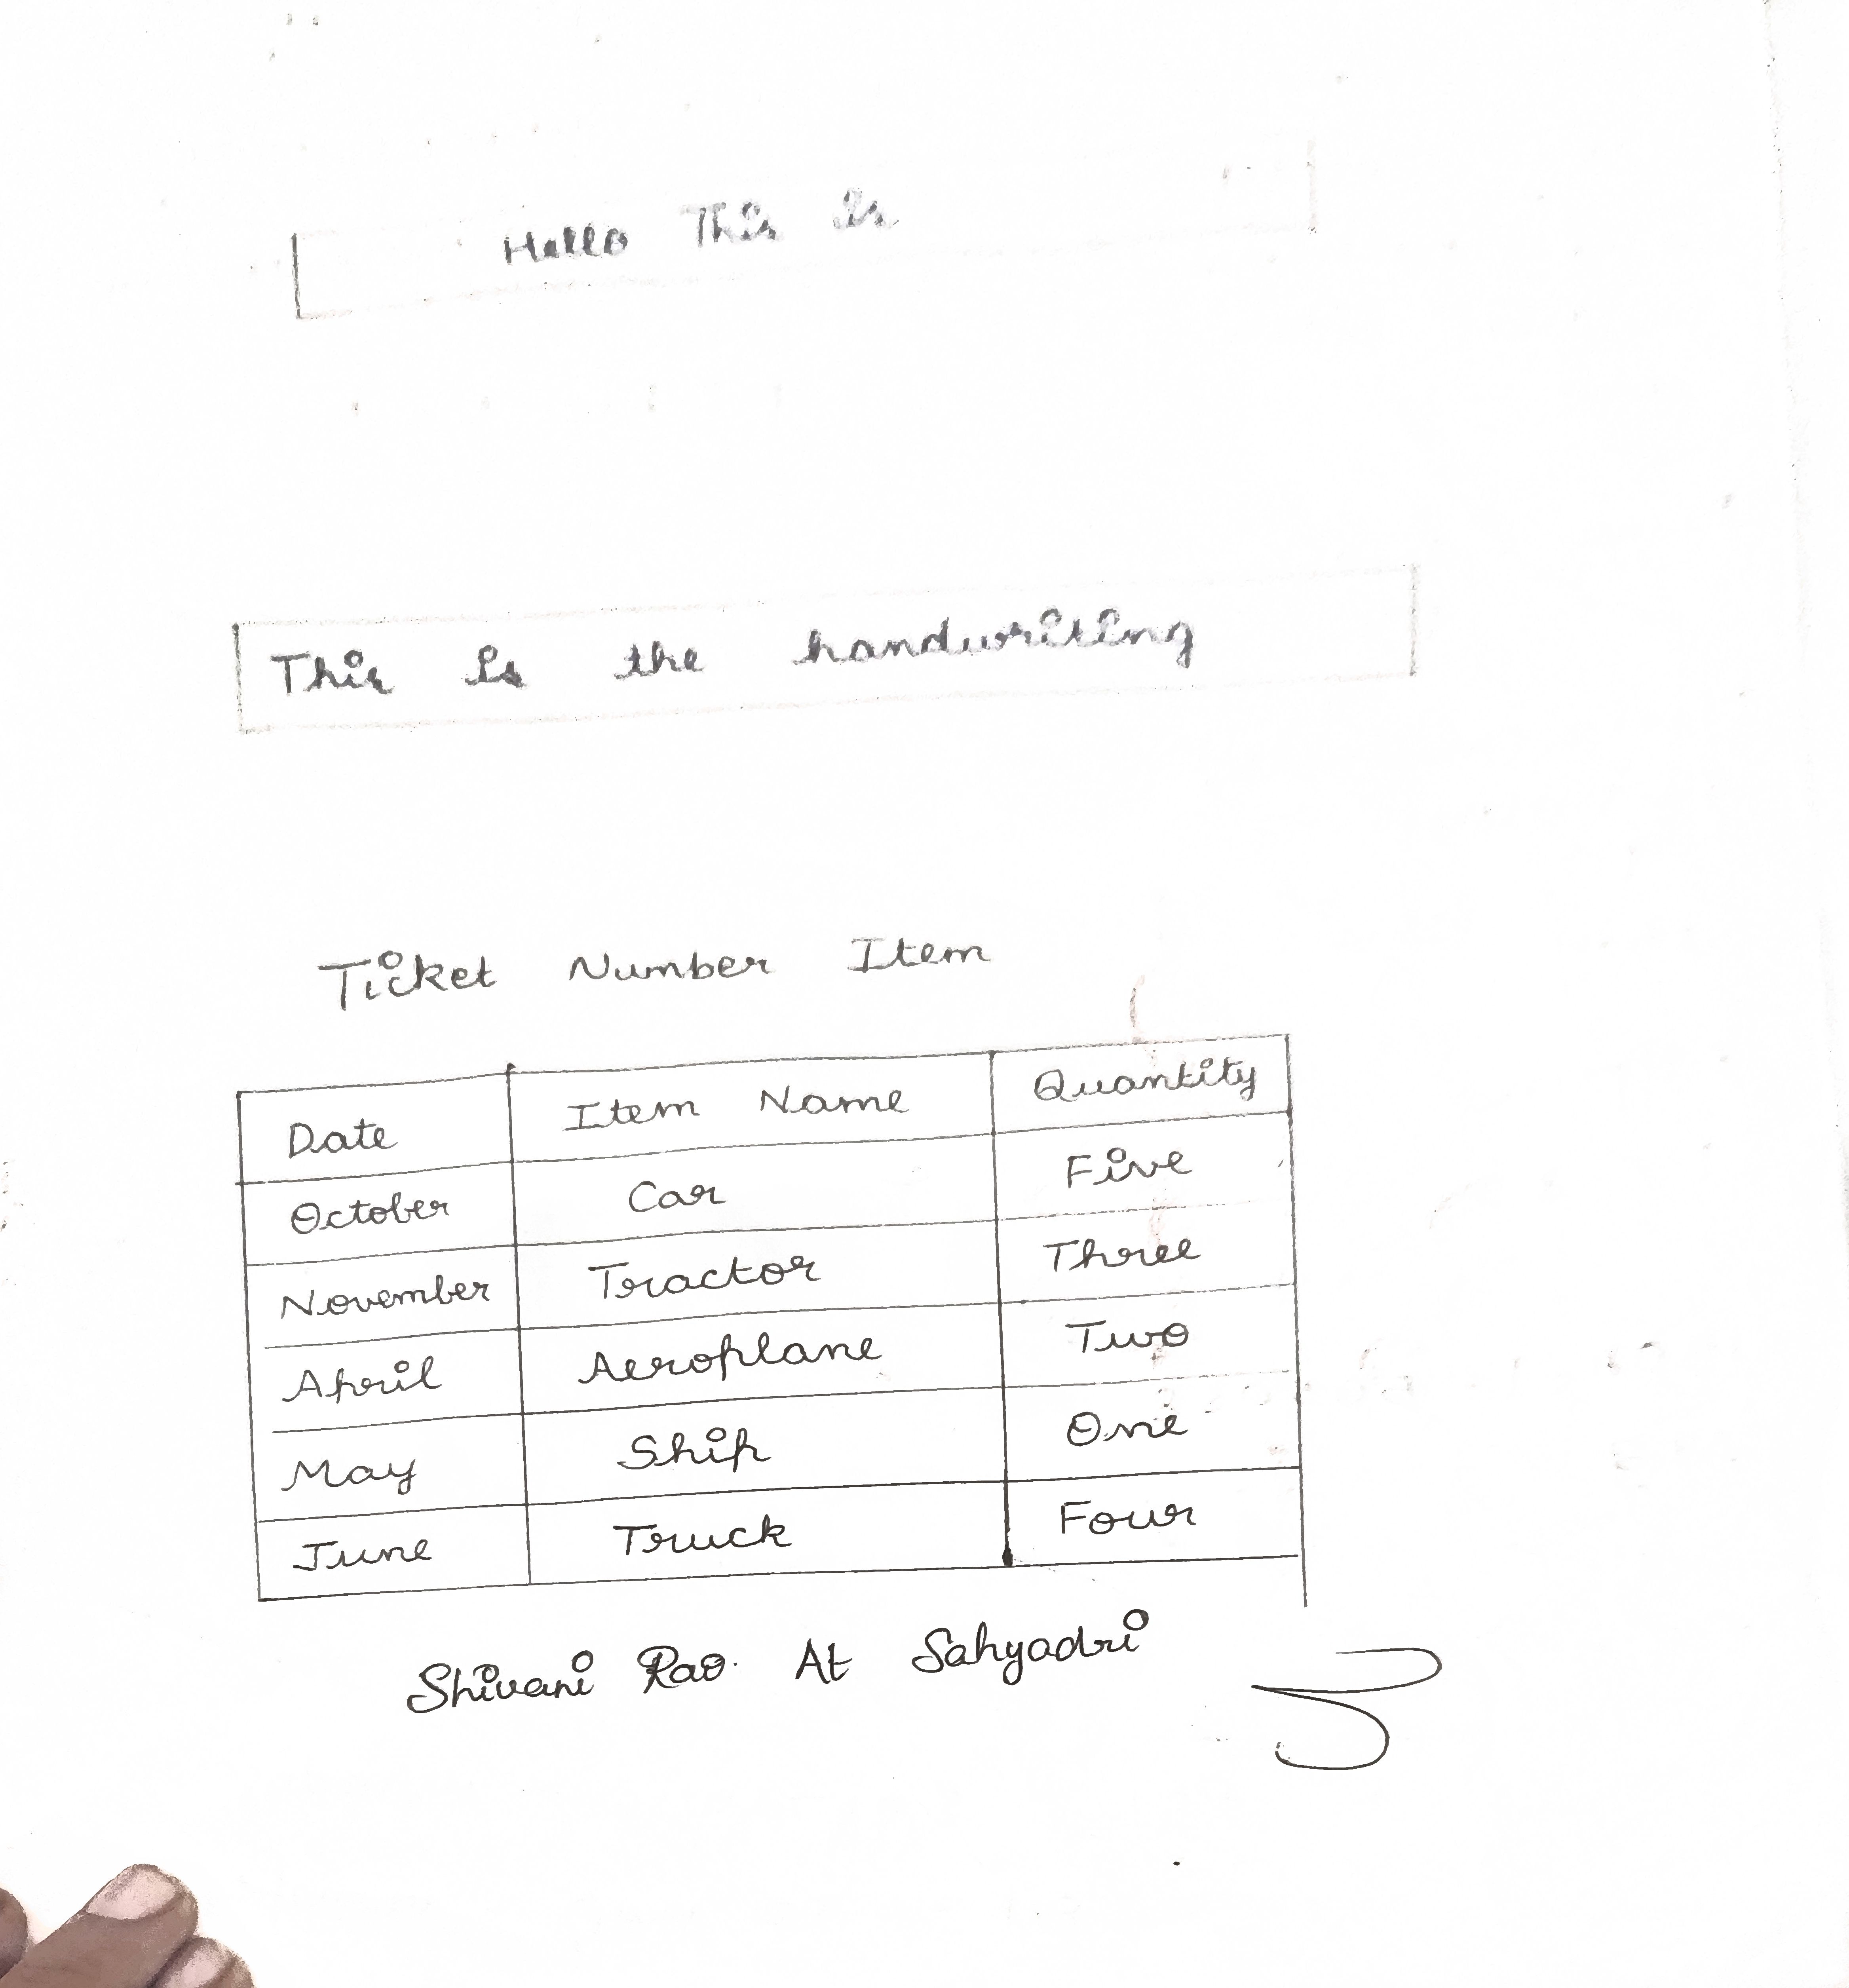 Hello This is
This is the handwriting
Ticket Number Item
Date Item Name Quantity
October Car Five
November Tractor Three
April Aeroplane Two
May Ship One
June Truck Four
Shivani Rao. At Sahyadri